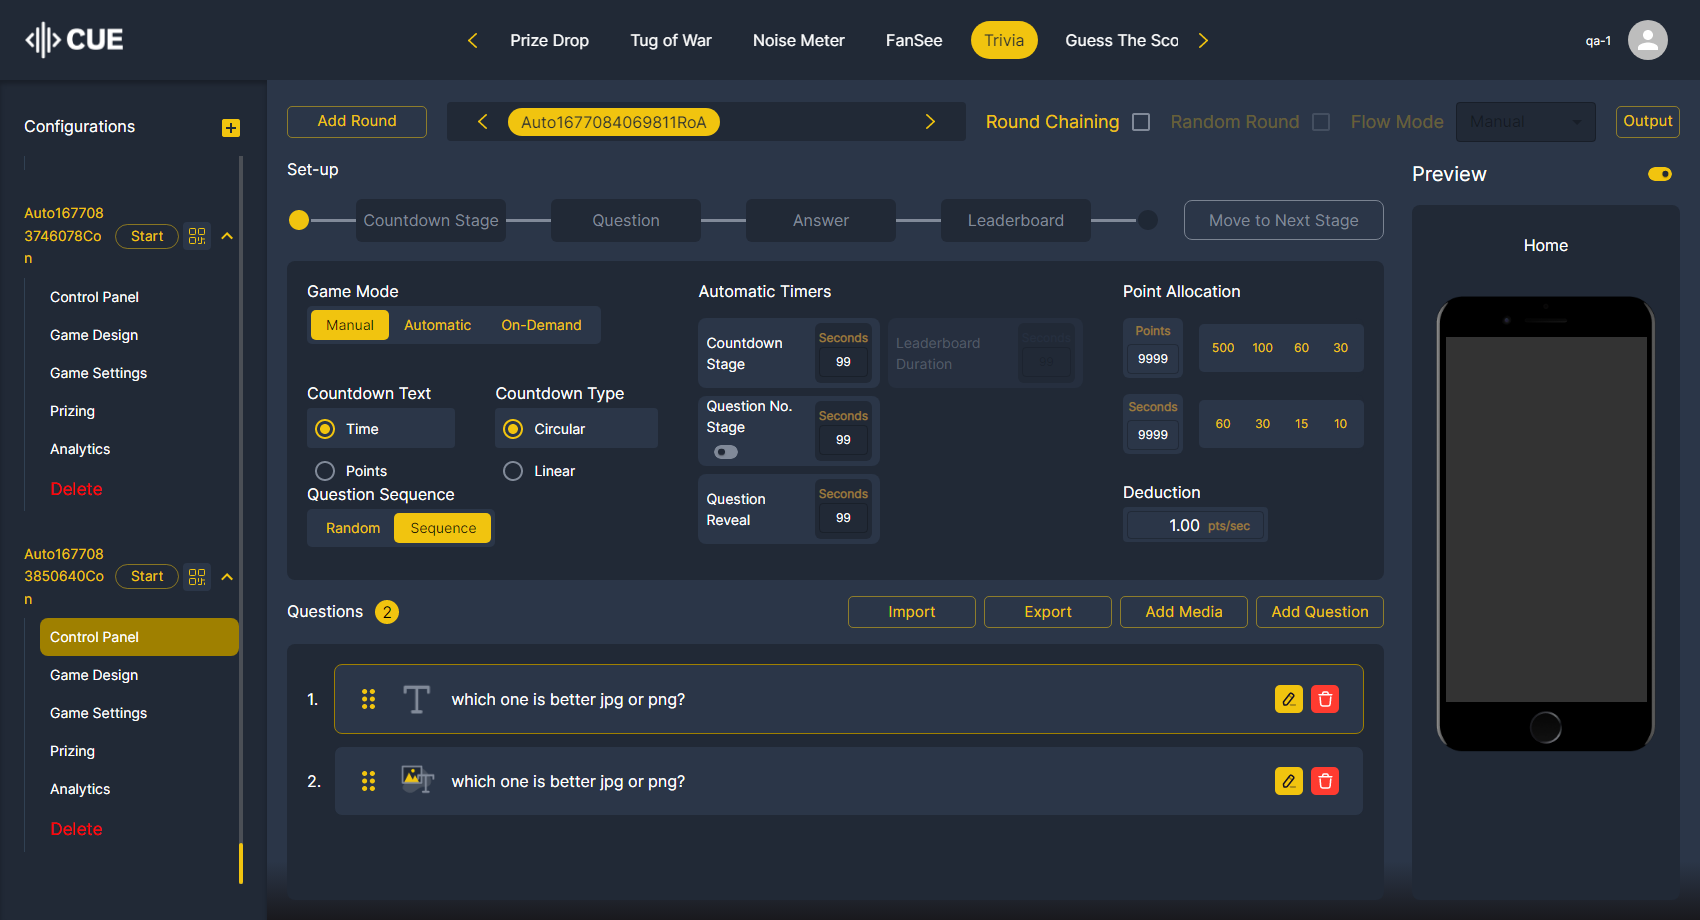 CUE
Prize Drop
Tug of War
Noise Meter
FanSee
Trivia
Guess The Sco
qa-1
Configurations
Auto167708
3746078Co
n
Start
Control Panel
Game Design
Game Settings
Prizing
Analytics
Delete
Auto167708
3850640Co
n
Start
Control Panel
Game Design
Game Settings
Prizing
Analytics
Delete
Add Round
Auto1677084069811RoA
Round Chaining
Random Round
Flow Mode
Manual
Output
Set-up
Countdown Stage
Question
Answer
Leaderboard
Move to Next Stage
Game Mode
Manual
Automatic
On-Demand
Countdown Text
Time
Points
Countdown Type
Circular
Linear
Question Sequence
Random
Sequence
Automatic Timers
Countdown
Stage
Seconds
99
Leaderboard
Duration
Seconds
Question No.
Stage
Seconds
99
Question
Reveal
Seconds
99
Point Allocation
Points
9999
500
100
60
30
Seconds
9999
60
30
15
10
Deduction
1.00 pts/sec
Questions 2
Import
Export
Add Media
Add Question
1.
which one is better jpg or png?
2.
which one is better jpg or png?
Preview
Home